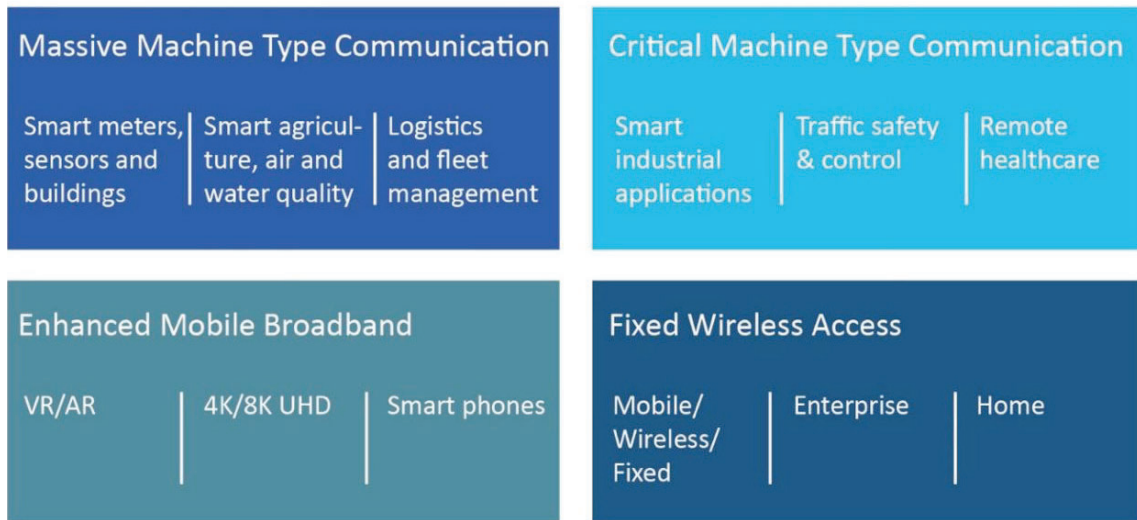 Massive Machine Type Communication
Smart meters,
sensors and
buildings
Smart agricul-
ture, air and
water quality
Logistics
and fleet
management
Critical Machine Type Communication
Smart
industrial
applications
Traffic safety
& control
Remote
healthcare
Enhanced Mobile Broadband
VR/AR
4K/8K UHD
Smart phones
Fixed Wireless Access
Mobile/
Wireless/
Fixed
Enterprise
Home